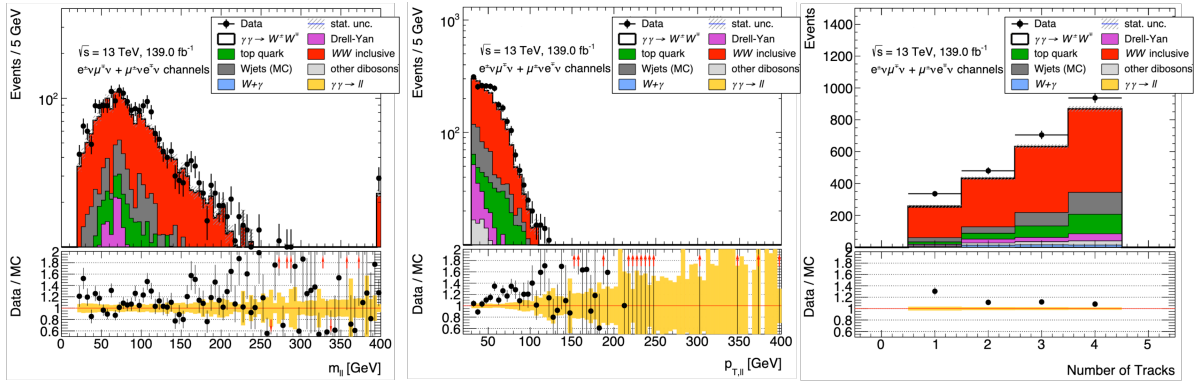 Events / 5 GeV
10²
Data
stat. unc.
γγ→ W±W∓
Drell-Yan
top quark
WW inclusive
Wjets (MC)
other dibosons
W+γ
γγ→ ll
√s = 13 TeV, 139.0 fb⁻¹
e±νμ∓ν + μ±νe∓ν channels
Data / MC
2
1.8
1.6
1.4
1.2
1
0.8
0.6
0 50 100 150 200 250 300 350 400
m_ll [GeV]
Events / 5 GeV
10³
10²
Data
stat. unc.
γγ→ W±W∓
Drell-Yan
top quark
WW inclusive
Wjets (MC)
other dibosons
W+γ
γγ→ ll
√s = 13 TeV, 139.0 fb⁻¹
e±νμ∓ν + μ±νe∓ν channels
Data / MC
2
1.8
1.6
1.4
1.2
1
0.8
0.6
50 100 150 200 250 300 350 400
p_T,ll [GeV]
Events
1400
1200
1000
800
600
400
200
0
Data
stat. unc.
γγ→ W±W∓
Drell-Yan
top quark
WW inclusive
Wjets (MC)
other dibosons
W+γ
γγ→ ll
√s = 13 TeV, 139.0 fb⁻¹
e±νμ∓ν + μ±νe∓ν channels
Data / MC
2
1.8
1.6
1.4
1.2
1
0.8
0.6
0 1 2 3 4 5
Number of Tracks